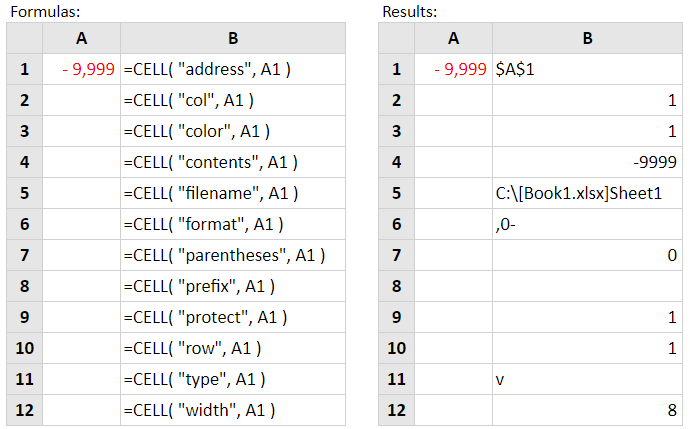 Formulas: Results:
A B A B
1 - 9,999 =CELL( "address", A1 ) 1 - 9,999 $A$1
2 =CELL( "col", A1 ) 2 1
3 =CELL( "color", A1 ) 3 1
4 =CELL( "contents", A1 ) 4 -9999
5 =CELL( "filename", A1 ) 5 C:\[Book1.xlsx]Sheet1
6 =CELL( "format", A1 ) 6 ,0-
7 =CELL( "parentheses", A1 ) 7 0
8 =CELL( "prefix", A1 ) 8
9 =CELL( "protect", A1 ) 9 1
10 =CELL( "row", A1 ) 10 1
11 =CELL( "type", A1 ) 11 v
12 =CELL( "width", A1 ) 12 8